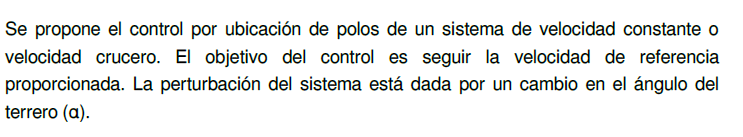 Se propone el control por ubicación de polos de un sistema de velocidad constante o
velocidad crucero. El objetivo del control es seguir la velocidad de referencia
proporcionada. La perturbación del sistema está dada por un cambio en el ángulo del
terrero (α).